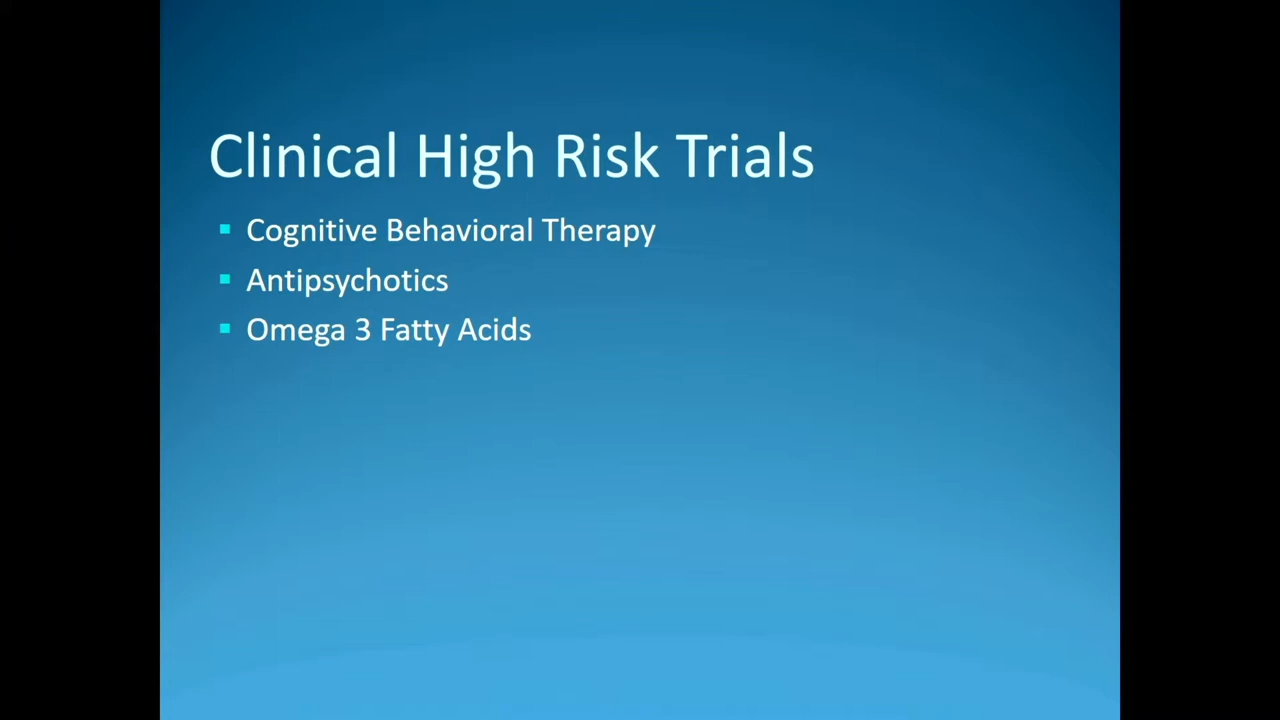 Clinical High Risk Trials
Cognitive Behavioral Therapy
Antipsychotics
Omega 3 Fatty Acids